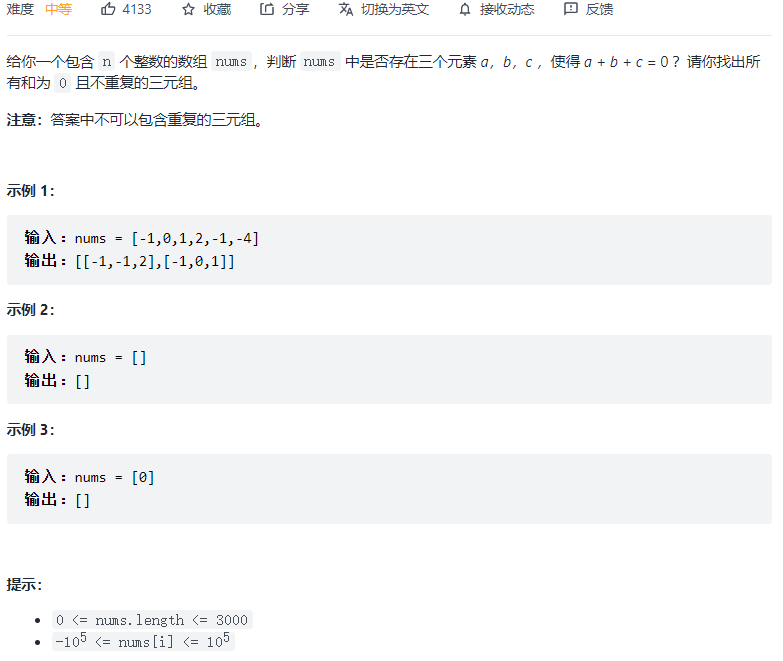 难度 中等 4133 收藏 分享 切换为英文 接收动态 反馈
给你一个包含 n 个整数的数组 nums ，判断 nums 中是否存在三个元素 a，b，c ，使得 a + b + c = 0 ？请你找出所
有和为 0 且不重复的三元组。
注意：答案中不可以包含重复的三元组。
示例 1：
输入：nums = [-1,0,1,2,-1,-4]
输出：[[-1,-1,2],[-1,0,1]]
示例 2：
输入：nums = []
输出：[]
示例 3：
输入：nums = [0]
输出：[]
提示：
0 <= nums.length <= 3000
-10⁵ <= nums[i] <= 10⁵